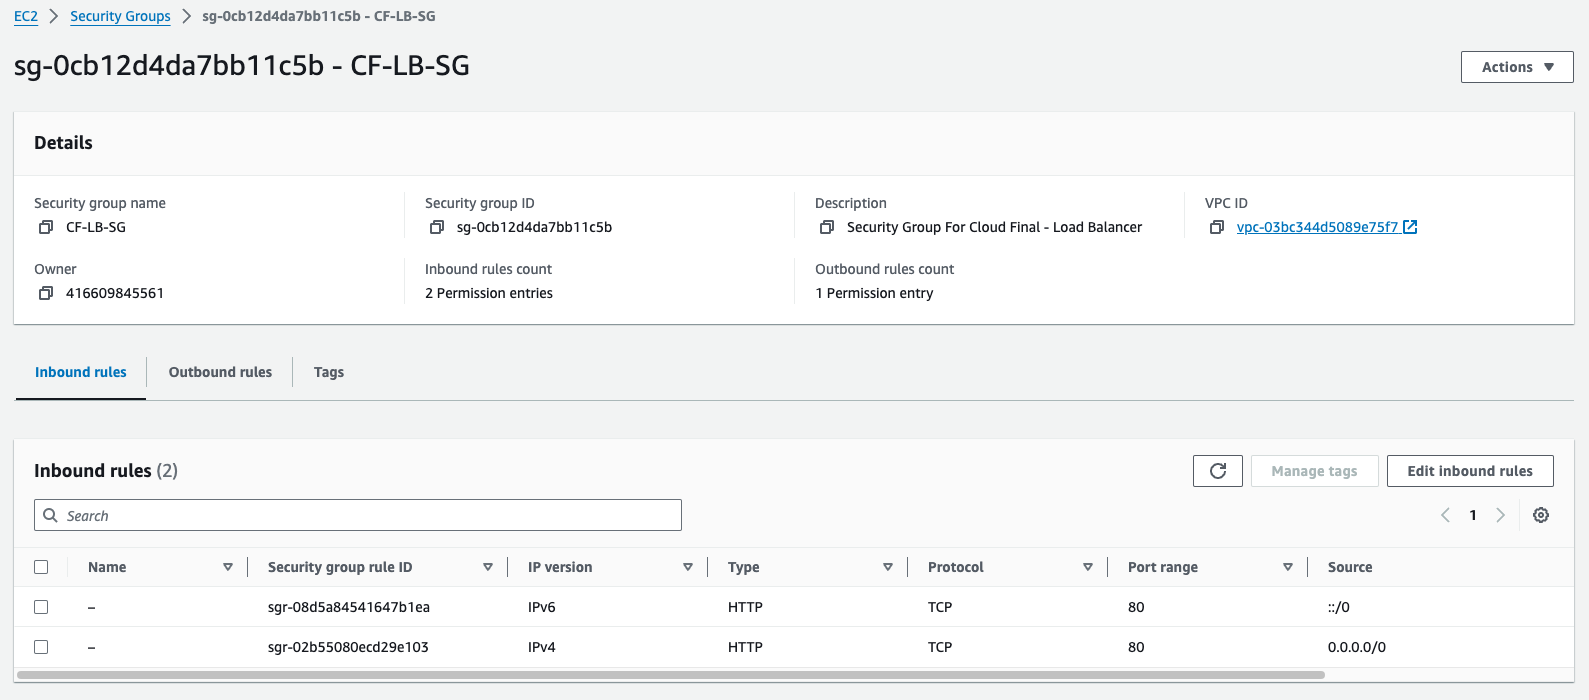 EC2 > Security Groups > sg-0cb12d4da7bb11c5b - CF-LB-SG
sg-0cb12d4da7bb11c5b - CF-LB-SG
Actions
Details
Security group name
CF-LB-SG
Security group ID
sg-0cb12d4da7bb11c5b
Description
Security Group For Cloud Final - Load Balancer
VPC ID
vpc-03bc344d5089e75f7
Owner
416609845561
Inbound rules count
2 Permission entries
Outbound rules count
1 Permission entry
Inbound rules Outbound rules Tags
Inbound rules (2)
Manage tags Edit inbound rules
Search
1
Name Security group rule ID IP version Type Protocol Port range Source
– sgr-08d5a84541647b1ea IPv6 HTTP TCP 80 ::/0
– sgr-02b55080ecd29e103 IPv4 HTTP TCP 80 0.0.0.0/0